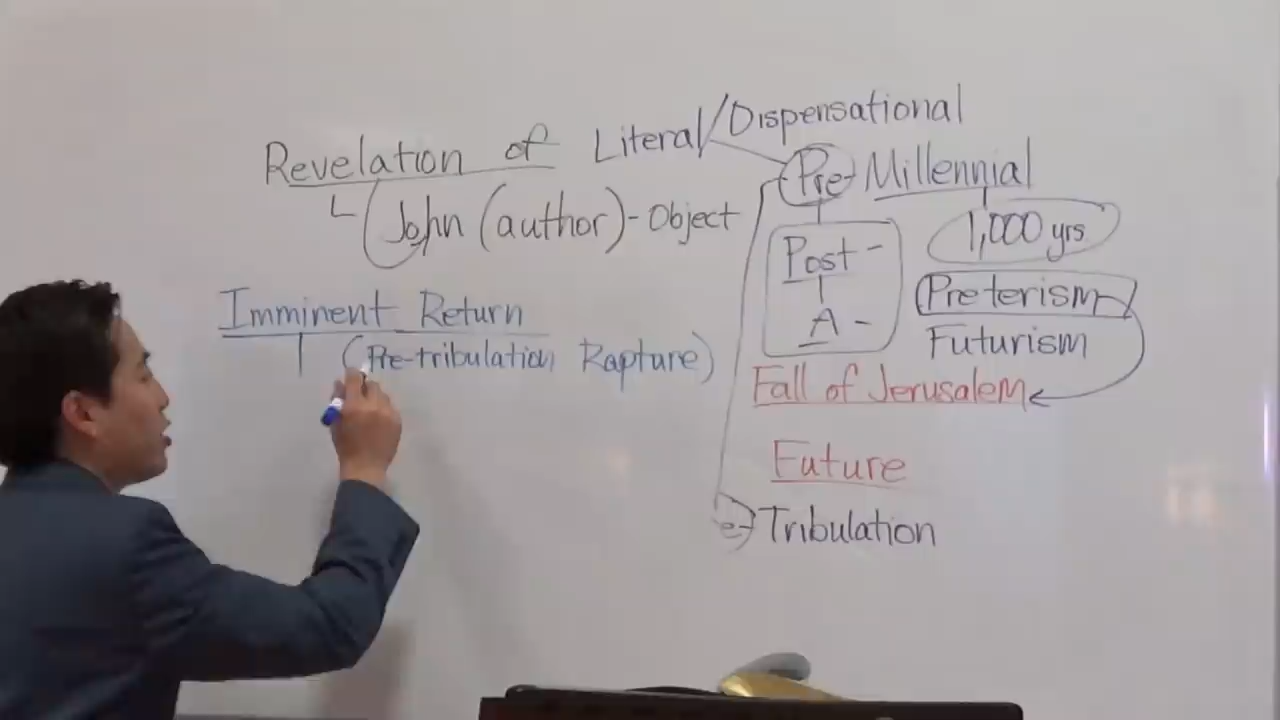 Revelation of Literal/Dispensational
John (author) - Object
Pre- Millennial
1,000 yrs
Post -
A -
Preterism
Futurism
Fall of Jerusalem
Future
Tribulation
Imminent Return
(Pre-tribulation Rapture)